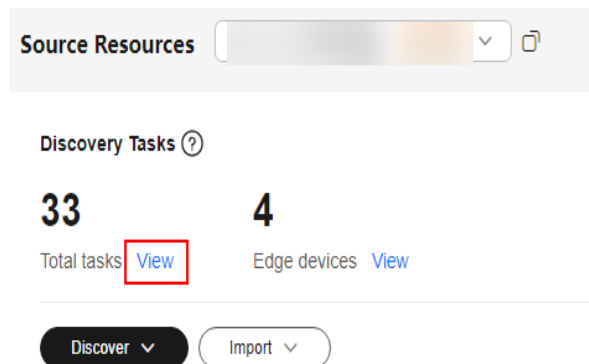 Source Resources
Discovery Tasks ?
33 4
Total tasks View Edge devices View
Discover Import